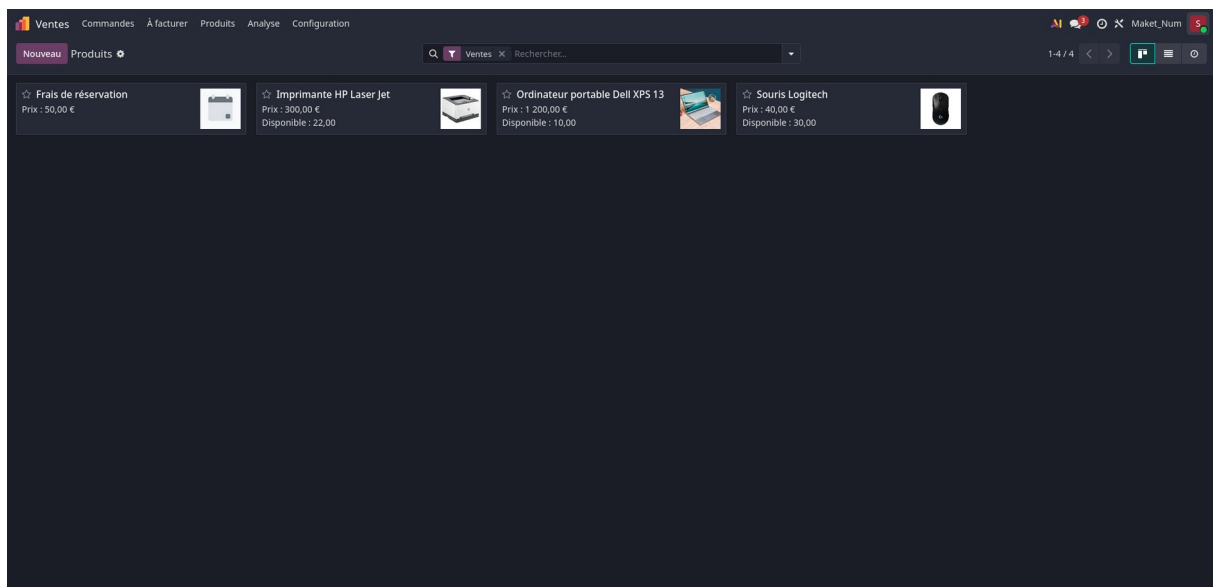 Ventes Commandes À facturer Produits Analyse Configuration AI 3 Maket_Num S
Nouveau Produits Ventes Rechercher... 1-4 / 4
Frais de réservation
Prix : 50,00 €
Imprimante HP Laser Jet
Prix : 300,00 €
Disponible : 22,00
Ordinateur portable Dell XPS 13
Prix : 1 200,00 €
Disponible : 10,00
Souris Logitech
Prix : 40,00 €
Disponible : 30,00